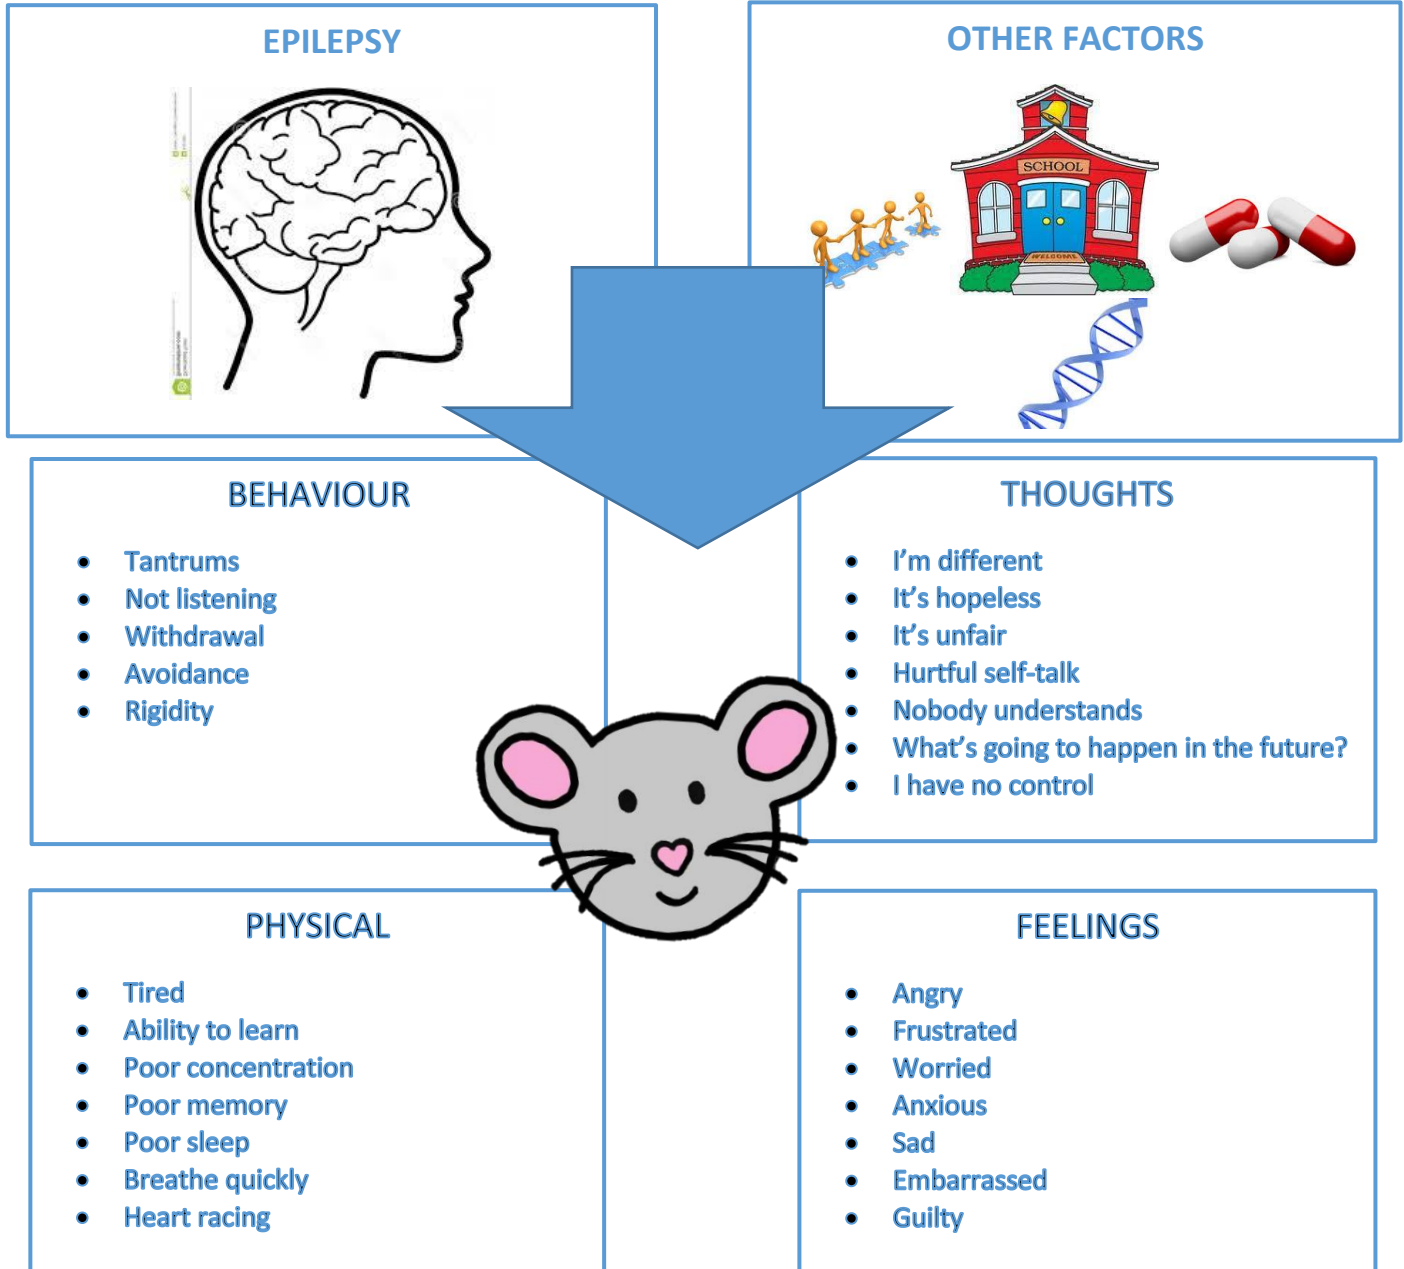 EPILEPSY
OTHER FACTORS
SCHOOL
WELCOME
BEHAVIOUR
• Tantrums
• Not listening
• Withdrawal
• Avoidance
• Rigidity
THOUGHTS
• I'm different
• It's hopeless
• It's unfair
• Hurtful self-talk
• Nobody understands
• What's going to happen in the future?
• I have no control
PHYSICAL
• Tired
• Ability to learn
• Poor concentration
• Poor memory
• Poor sleep
• Breathe quickly
• Heart racing
FEELINGS
• Angry
• Frustrated
• Worried
• Anxious
• Sad
• Embarrassed
• Guilty